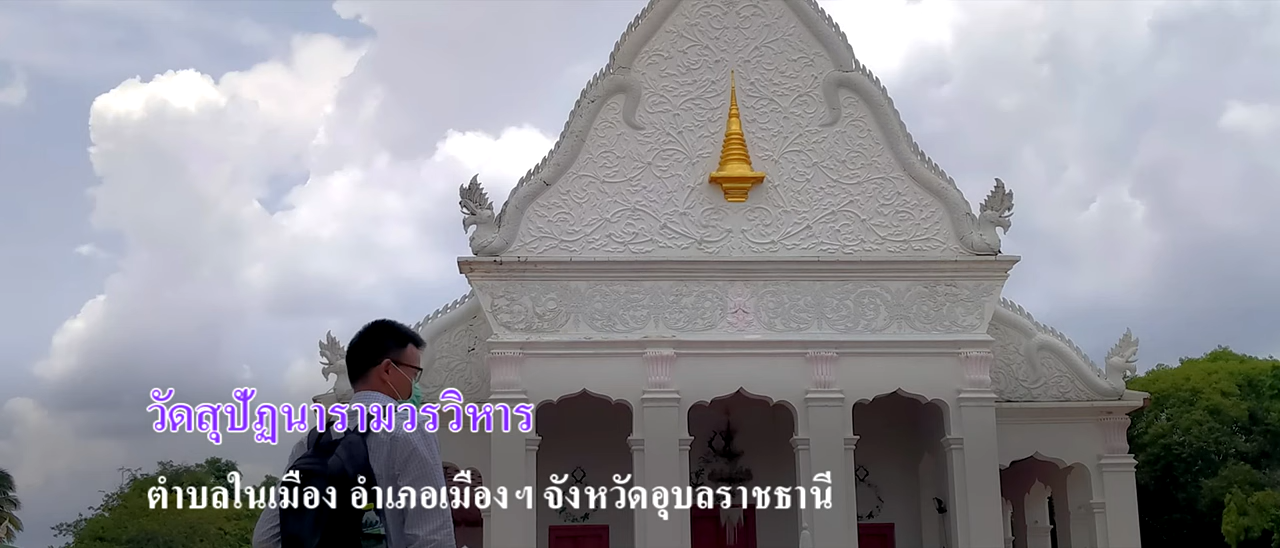 วัดสุปัฏนารามวรวิหาร
ตำบลในเมือง อำเภอเมืองฯ จังหวัดอุบลราชธานี